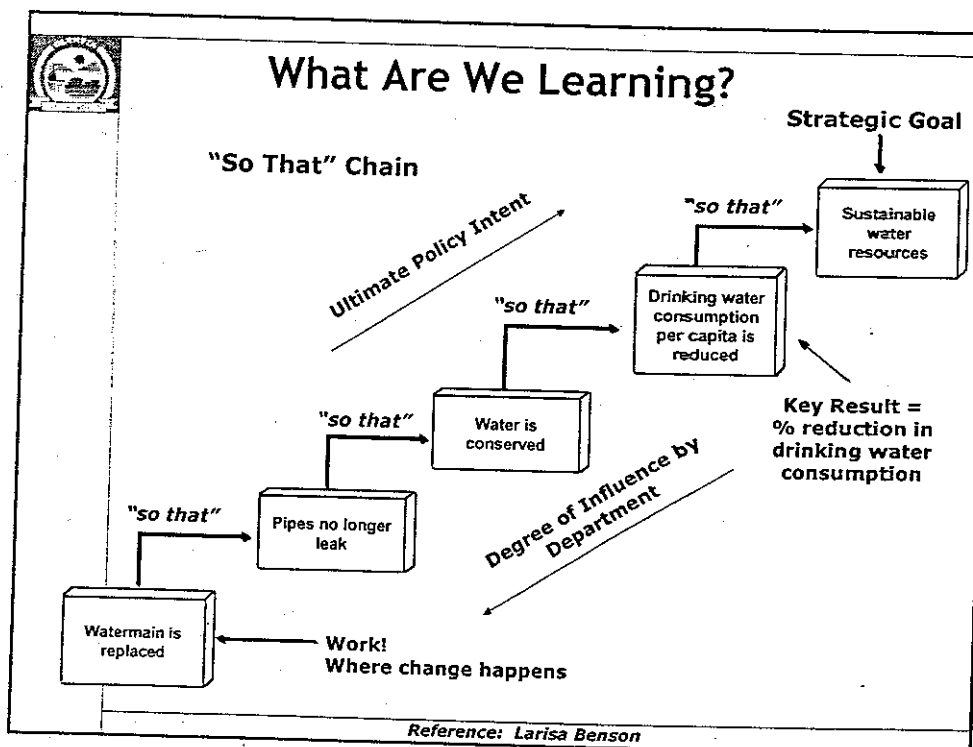 What Are We Learning?
Strategic Goal
"So That" Chain
Ultimate Policy Intent
"so that"
Sustainable
water
resources
"so that"
Drinking water
consumption
per capita is
reduced
"so that"
Water is
conserved
Key Result =
% reduction in
drinking water
consumption
"so that"
Pipes no longer
leak
Degree of Influence by
Department
Watermain is
replaced
Work!
Where change happens
Reference: Larisa Benson